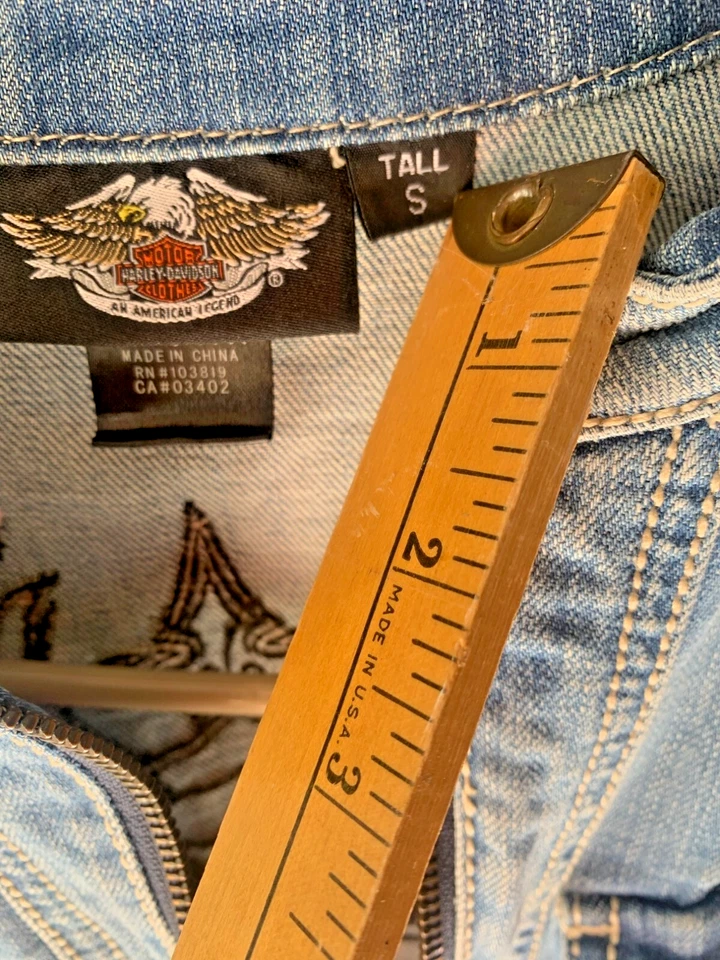 TALL
S
MOTOR
HARLEY-DAVIDSON
CLOTHES
®
AN AMERICAN LEGEND
MADE IN CHINA
RN#103819
CA#03402
1
2
MADE IN U.S.A.
3